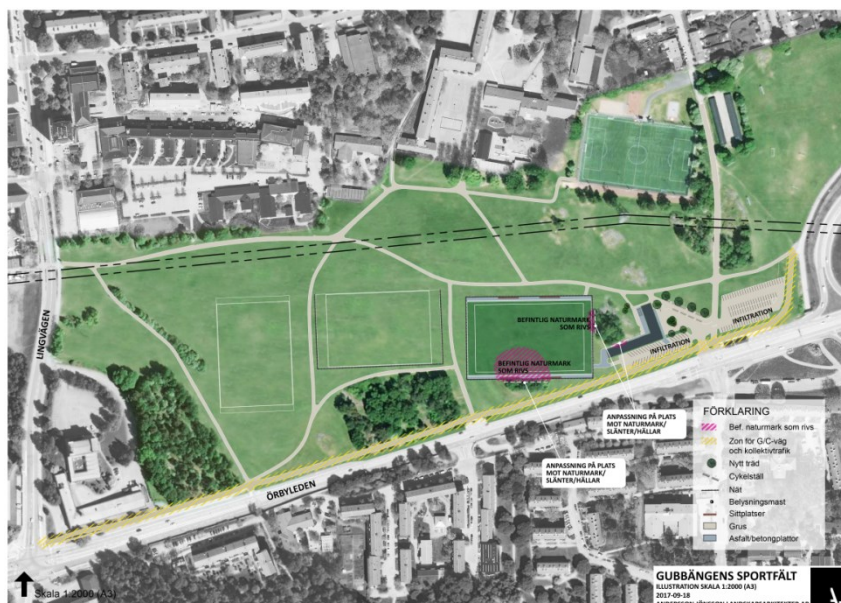 LINGVÄGEN
BEFINTLIG NATURMARK
SOM RIVS
BEFINTLIG NATURMARK
SOM RIVS
INFILTRATION
INFILTRATION
ANPASSNING PÅ PLATS
MOT NATURMARK/
SLÄNTER/HÄLLAR
ANPASSNING PÅ PLATS
MOT NATURMARK/
SLÄNTER/HÄLLAR
ÖRBYLEDEN
FÖRKLARING
Bef. naturmark som rivs
Zon för G/C-väg
och kollektivtrafik
Nytt träd
Cykelställ
Nät
Belysningsmast
Sittplatser
Grus
Asfalt/betongplattor
Skala 1:2000 (A3)
GUBBÄNGENS SPORTFÄLT
ILLUSTRATION SKALA 1:2000 (A3)
2017-09-18